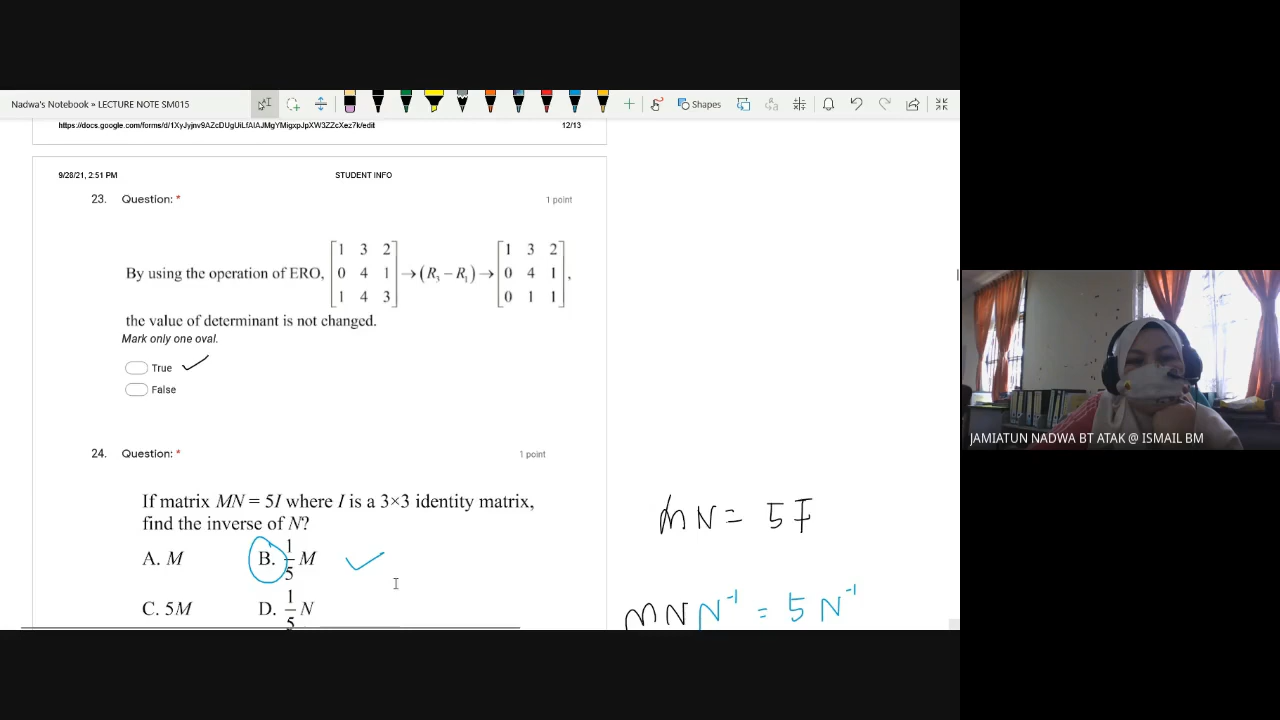 Nadwa's Notebook » LECTURE NOTE SM015
Shapes
https://docs.google.com/forms/d/1XyJyjnv9AZcDUgUiLfAIAJMgYMigxpJpXW3ZZcXez7k/edit
12/13
9/28/21, 2:51 PM
STUDENT INFO
23. Question: *
1 point
By using the operation of ERO, [1 3 2; 0 4 1; 1 4 3] → (R₃ − R₁) → [1 3 2; 0 4 1; 0 1 1],
the value of determinant is not changed.
Mark only one oval.
True ✓
False
24. Question: *
1 point
If matrix MN = 5I where I is a 3×3 identity matrix,
find the inverse of N?
A. M B. 1/5 M ✓
C. 5M D. 1/5 N
MN = 5I
MNN⁻¹ = 5N⁻¹
JAMIATUN NADWA BT ATAK @ ISMAIL BM